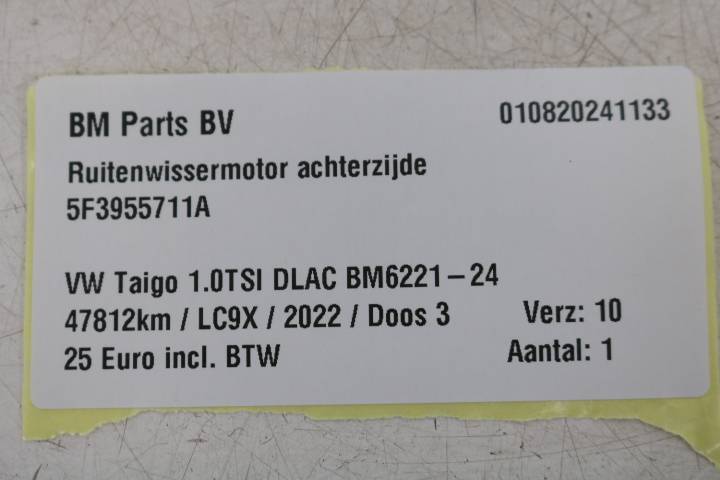 BM Parts BV 010820241133
Ruitenwissermotor achterzijde
5F3955711A
VW Taigo 1.0TSI DLAC BM6221-24
47812km / LC9X / 2022 / Doos 3 Verz: 10
25 Euro incl. BTW Aantal: 1